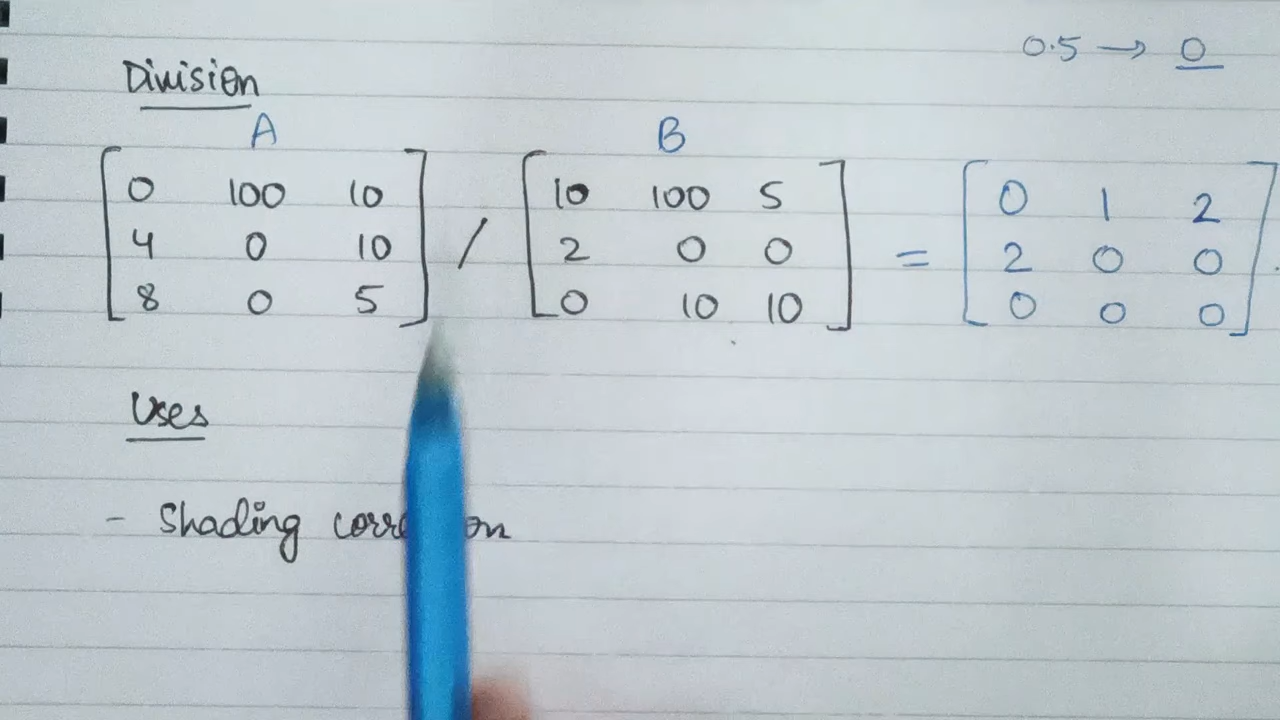 0.5 → 0
Division
A B
[0 100 10] / [10 100 5] = [0 1 2]
[4 0 10] [2 0 0] [2 0 0]
[8 0 5] [0 10 10] [0 0 0]
Uses
- Shading